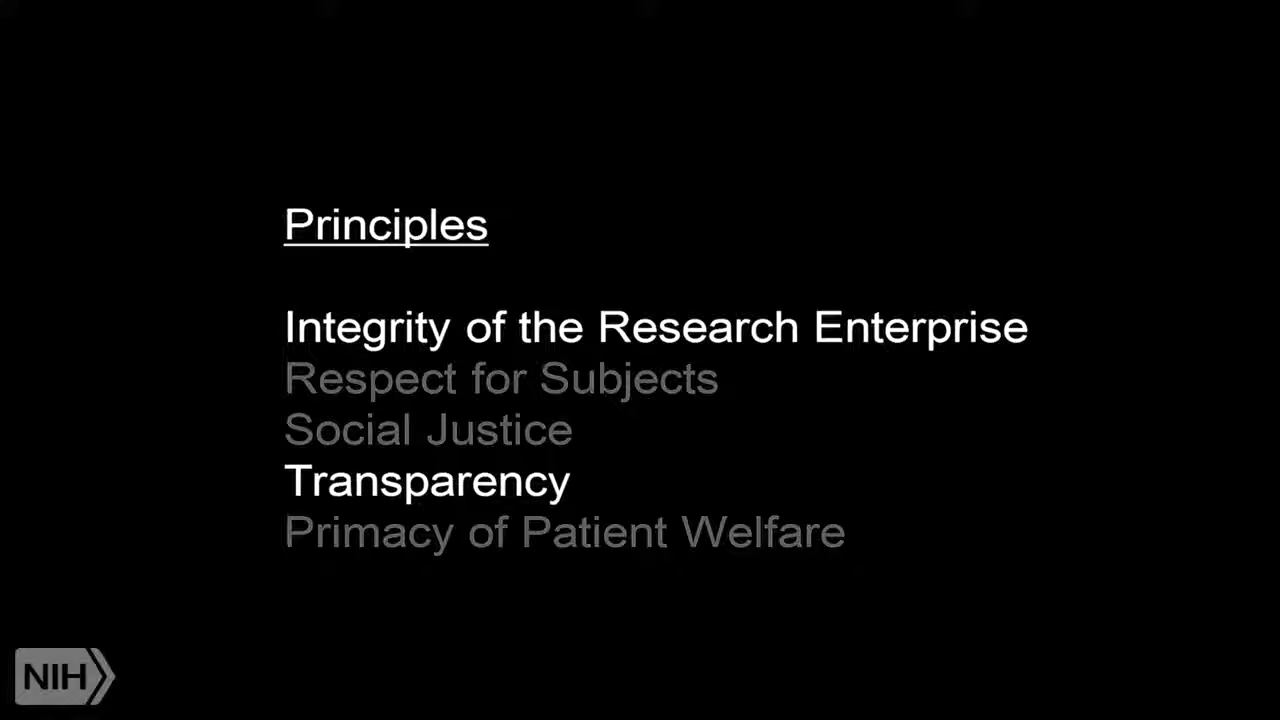 Principles
Integrity of the Research Enterprise
Respect for Subjects
Social Justice
Transparency
Primacy of Patient Welfare
NIH